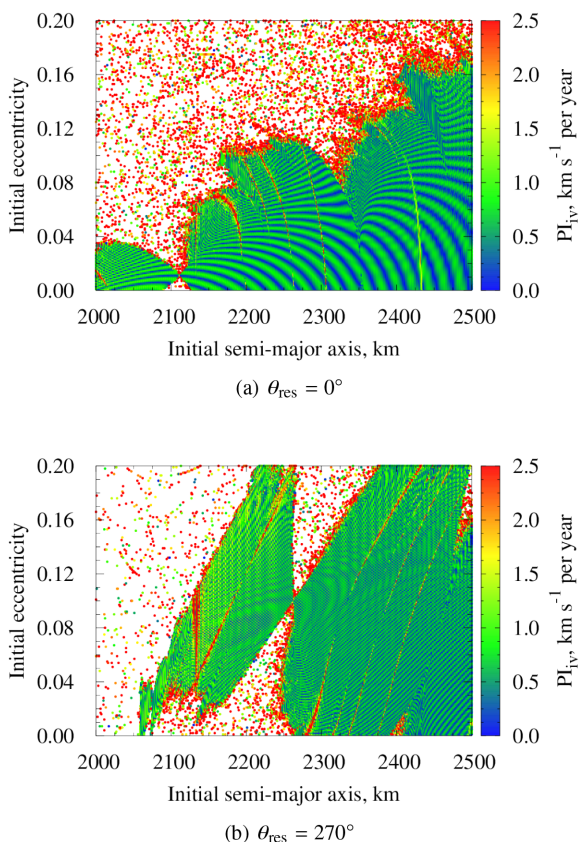 0.20
0.16
0.12
0.08
0.04
0.00
Initial eccentricity
2000 2100 2200 2300 2400 2500
Initial semi-major axis, km
2.5
2.0
1.5
1.0
0.5
0.0
PI_iv, km s^-1 per year
(a) θ_res = 0°
0.20
0.16
0.12
0.08
0.04
0.00
Initial eccentricity
2000 2100 2200 2300 2400 2500
Initial semi-major axis, km
2.5
2.0
1.5
1.0
0.5
0.0
PI_iv, km s^-1 per year
(b) θ_res = 270°